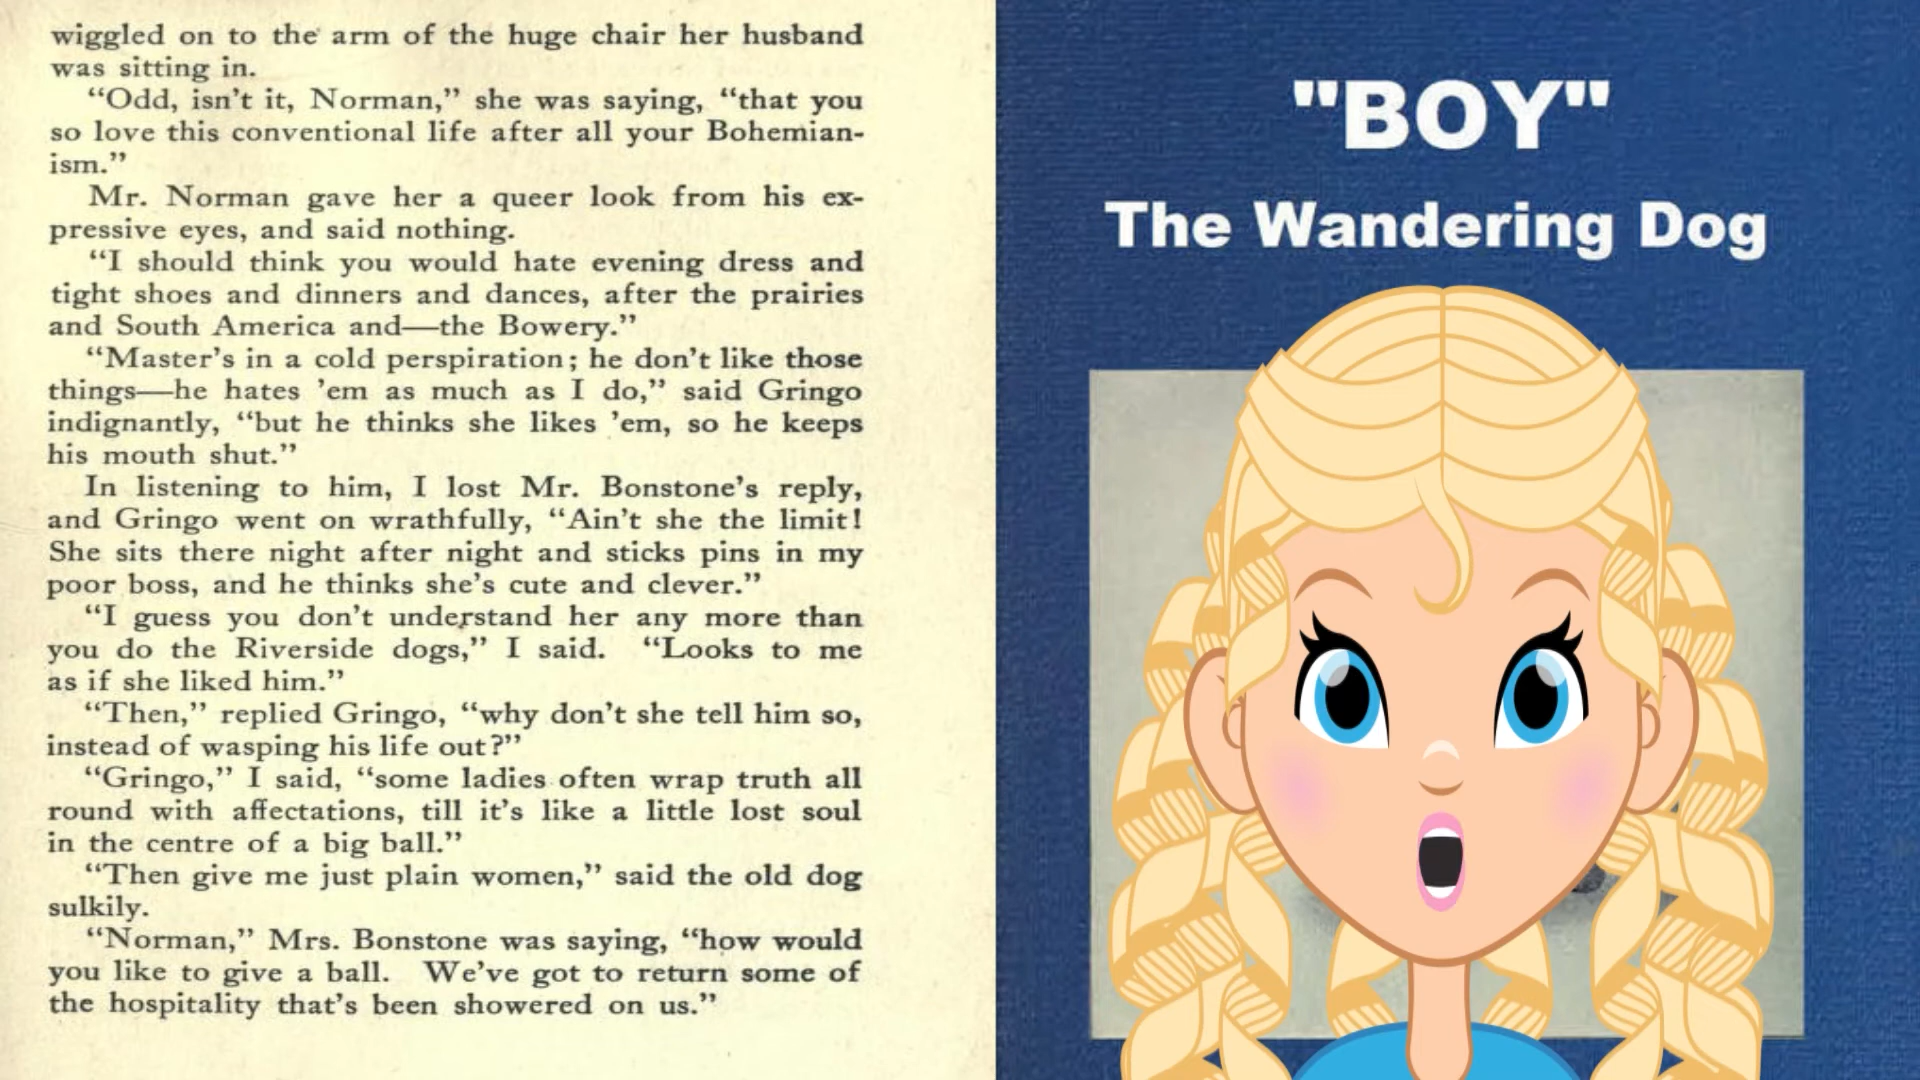 wiggled on to the arm of the huge chair her husband
was sitting in.
“Odd, isn't it, Norman,” she was saying, “that you
so love this conventional life after all your Bohemian-
ism.”
Mr. Norman gave her a queer look from his ex-
pressive eyes, and said nothing.
“I should think you would hate evening dress and
tight shoes and dinners and dances, after the prairies
and South America and—the Bowery.”
“Master's in a cold perspiration; he don't like those
things—he hates 'em as much as I do,” said Gringo
indignantly, “but he thinks she likes 'em, so he keeps
his mouth shut.”
In listening to him, I lost Mr. Bonstone's reply,
and Gringo went on wrathfully, “Ain't she the limit!
She sits there night after night and sticks pins in my
poor boss, and he thinks she's cute and clever.”
“I guess you don't understand her any more than
you do the Riverside dogs,” I said. “Looks to me
as if she liked him.”
“Then,” replied Gringo, “why don't she tell him so,
instead of wasping his life out?”
“Gringo,” I said, “some ladies often wrap truth all
round with affectations, till it's like a little lost soul
in the centre of a big ball.”
“Then give me just plain women,” said the old dog
sulkily.
“Norman,” Mrs. Bonstone was saying, “how would
you like to give a ball. We've got to return some of
the hospitality that's been showered on us.”
"BOY"
The Wandering Dog